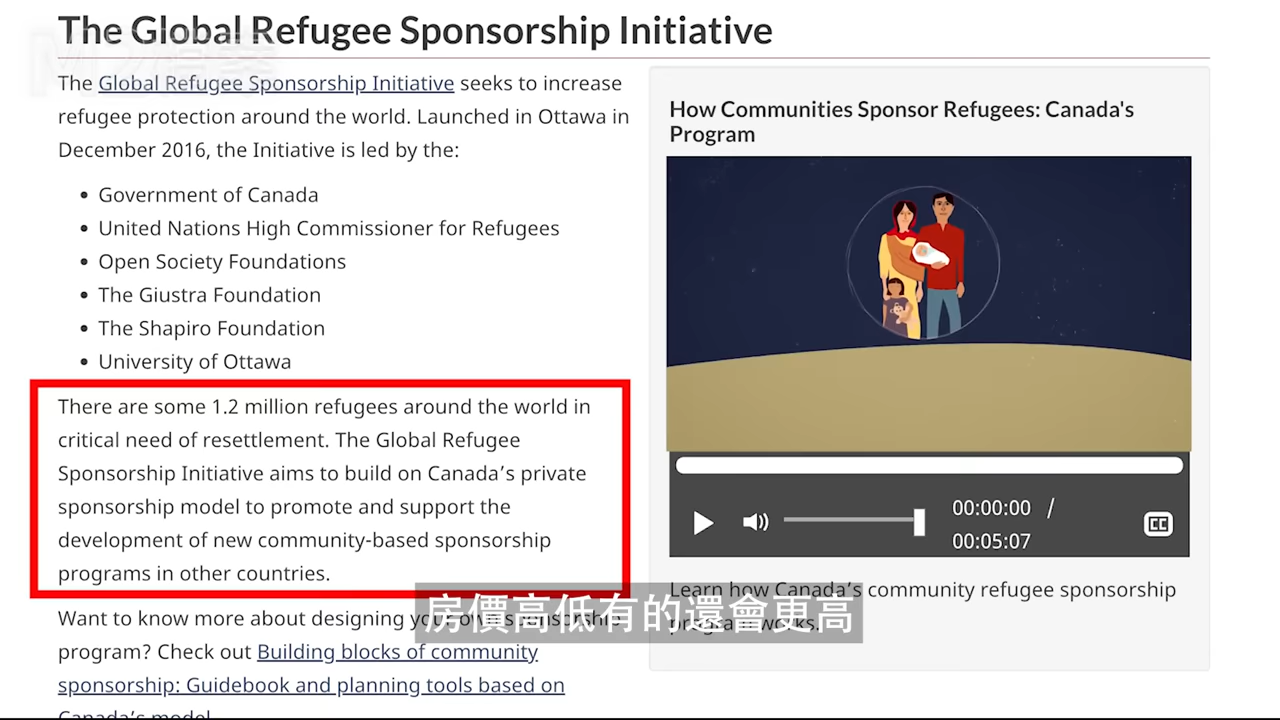 The Global Refugee Sponsorship Initiative
The Global Refugee Sponsorship Initiative seeks to increase
refugee protection around the world. Launched in Ottawa in
December 2016, the Initiative is led by the:
• Government of Canada
• United Nations High Commissioner for Refugees
• Open Society Foundations
• The Giustra Foundation
• The Shapiro Foundation
• University of Ottawa
There are some 1.2 million refugees around the world in
critical need of resettlement. The Global Refugee
Sponsorship Initiative aims to build on Canada’s private
sponsorship model to promote and support the
development of new community-based sponsorship
programs in other countries.
Want to know more about designing your own sponsorship
program? Check out Building blocks of community
sponsorship: Guidebook and planning tools based on
Canada’s model
How Communities Sponsor Refugees: Canada's
Program
00:00:00 /
00:05:07
CC
Learn how Canada’s community refugee sponsorship
program works.
房價高低有的還會更高